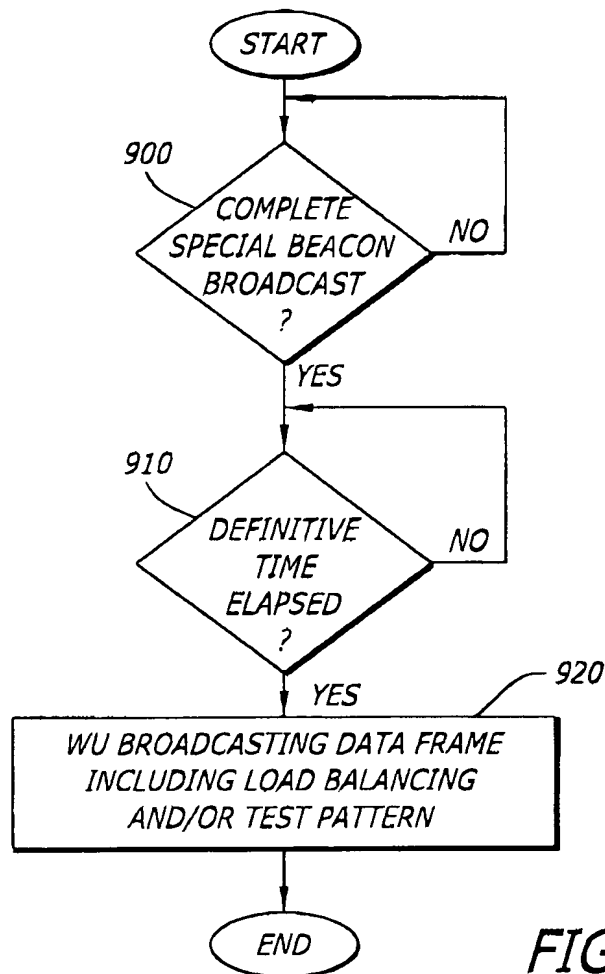 START
900
COMPLETE
SPECIAL BEACON
BROADCAST
?
NO
YES
910
DEFINITIVE
TIME
ELAPSED
?
NO
YES
920
WU BROADCASTING DATA FRAME
INCLUDING LOAD BALANCING
AND/OR TEST PATTERN
END
FIG